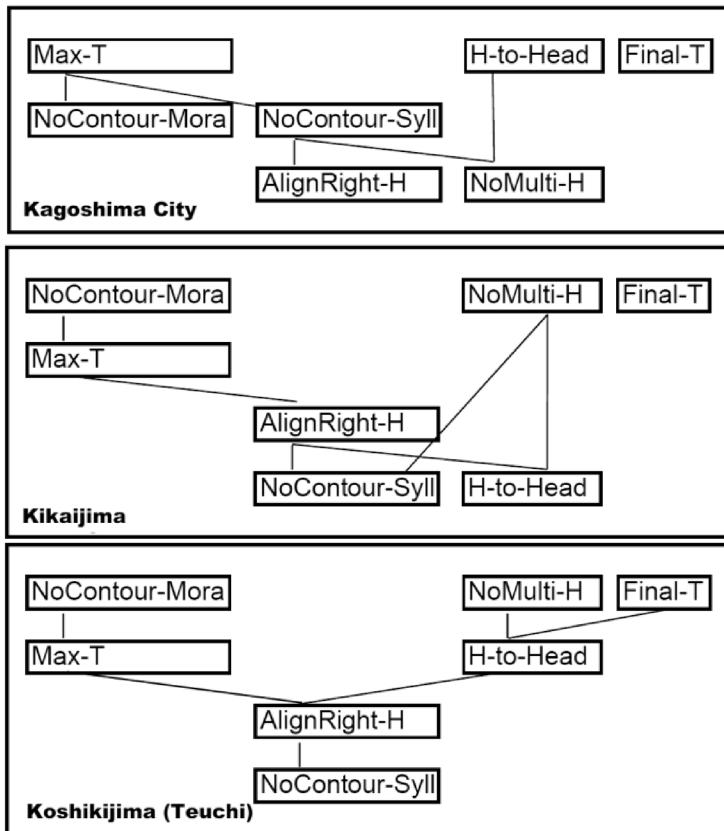 Max-T H-to-Head Final-T
NoContour-Mora NoContour-Syll
AlignRight-H NoMulti-H
Kagoshima City
NoContour-Mora NoMulti-H Final-T
Max-T
AlignRight-H
NoContour-Syll H-to-Head
Kikaijima
NoContour-Mora NoMulti-H Final-T
Max-T H-to-Head
AlignRight-H
NoContour-Syll
Koshikijima (Teuchi)